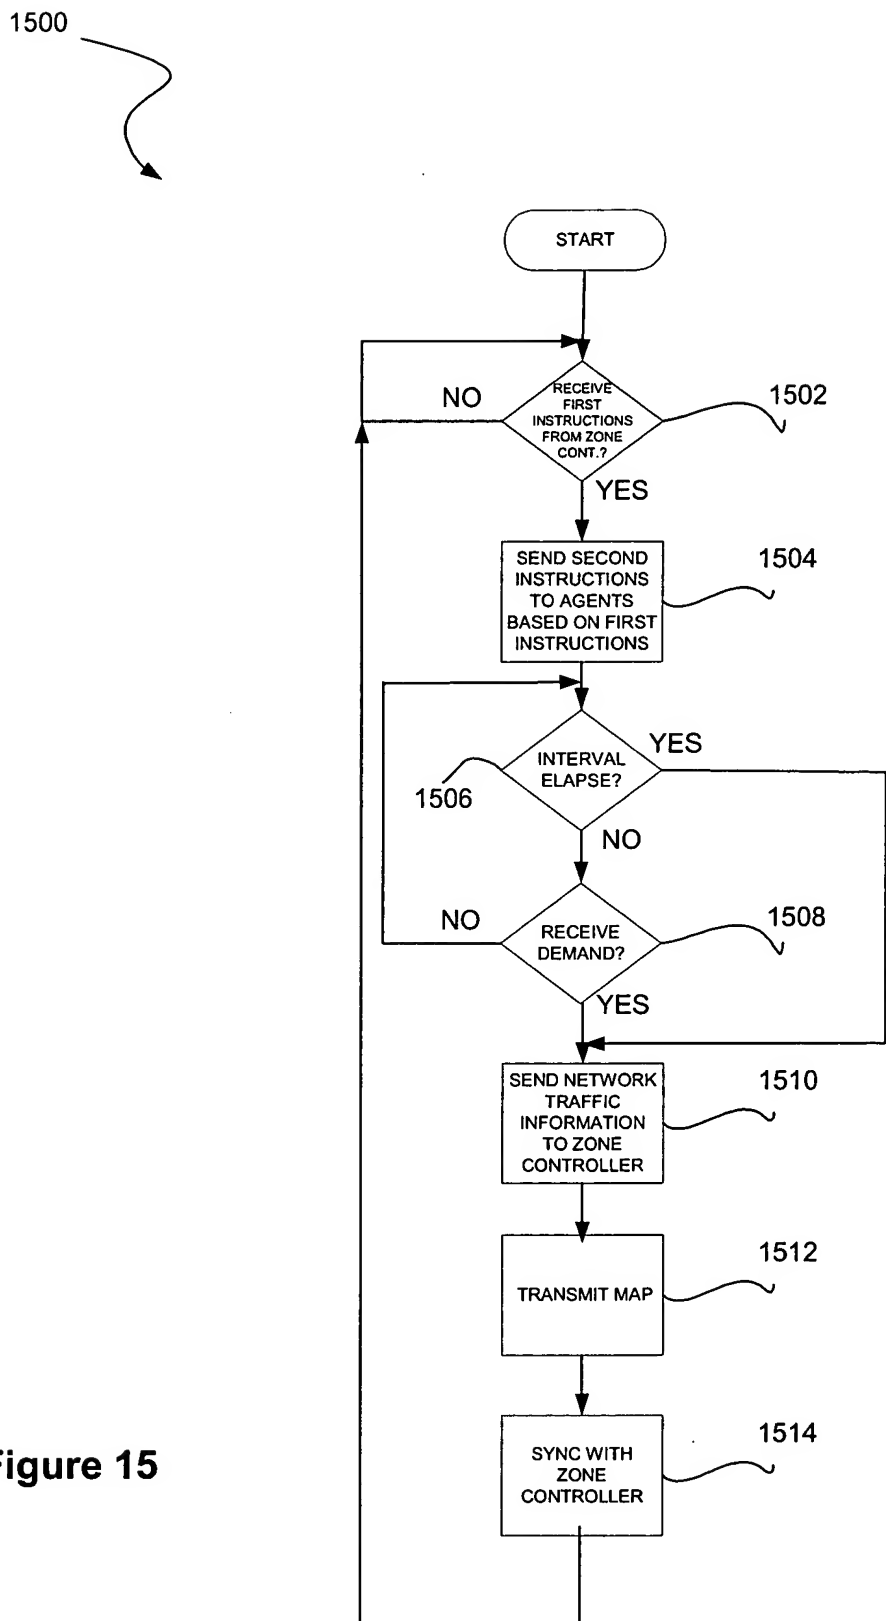 1500
START
NO
RECEIVE
FIRST
INSTRUCTIONS
FROM ZONE
CONT.?
1502
YES
SEND SECOND
INSTRUCTIONS
TO AGENTS
BASED ON FIRST
INSTRUCTIONS
1504
INTERVAL
ELAPSE?
YES
1506
NO
NO
RECEIVE
DEMAND?
1508
YES
SEND NETWORK
TRAFFIC
INFORMATION
TO ZONE
CONTROLLER
1510
TRANSMIT MAP
1512
SYNC WITH
ZONE
CONTROLLER
1514
Figure 15